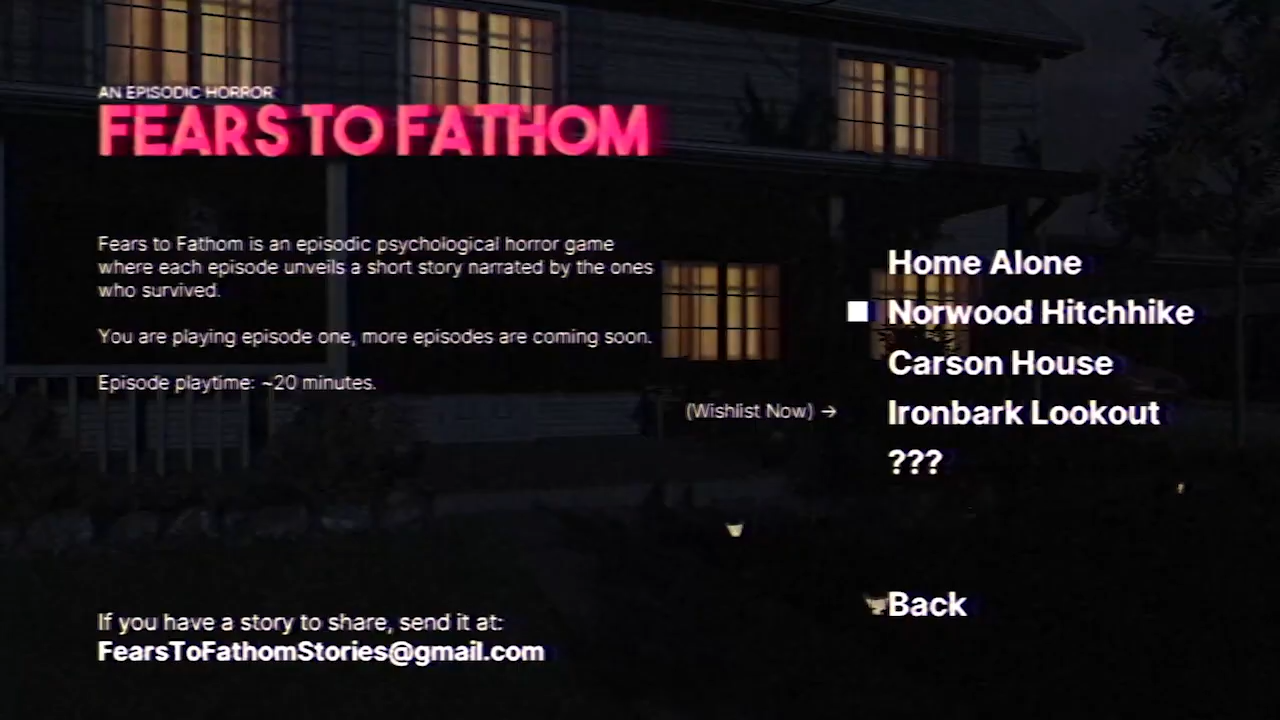 AN EPISODIC HORROR
FEARS TO FATHOM
Fears to Fathom is an episodic psychological horror game
where each episode unveils a short story narrated by the ones
who survived.
You are playing episode one, more episodes are coming soon.
Episode playtime: ~20 minutes.
Home Alone
Norwood Hitchhike
Carson House
(Wishlist Now) → Ironbark Lookout
???
Back
If you have a story to share, send it at:
FearsToFathomStories@gmail.com